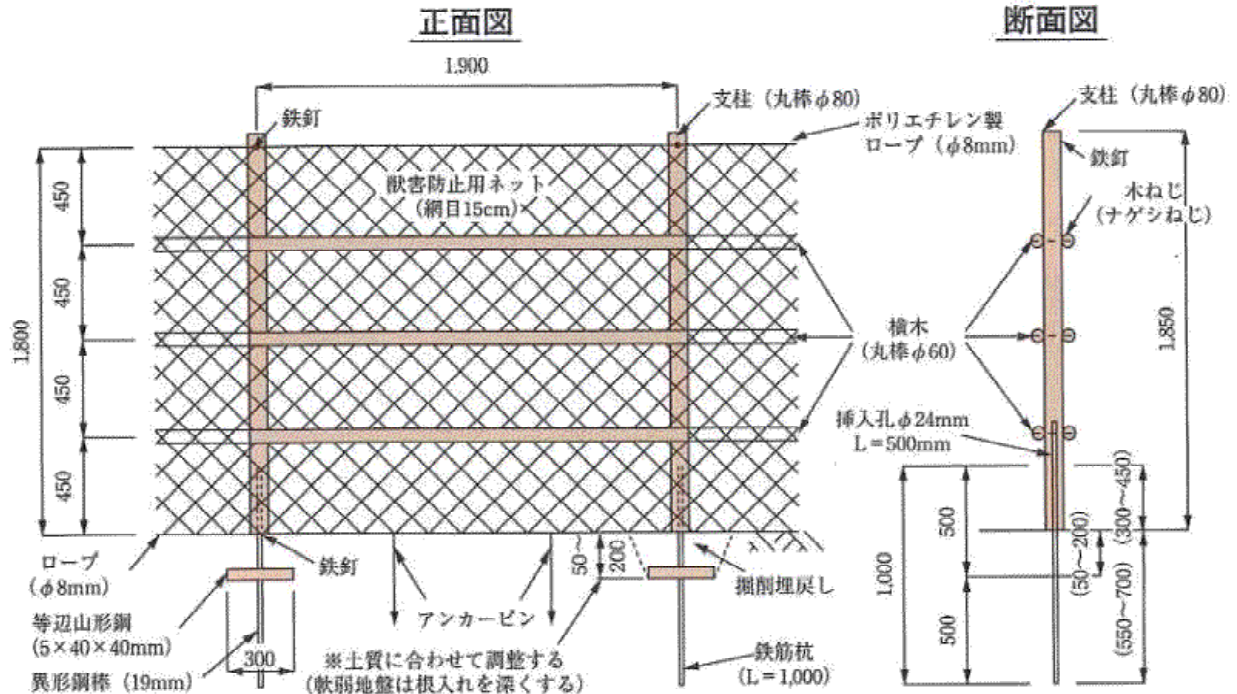 正面図
断面図
1.900
鉄釘
支柱（丸棒φ80）
ポリエチレン製
ロープ（φ8mm）
獣害防止用ネット
（網目15cm）
450
450
450
450
1.800
横木
（丸棒φ60）
ロープ
（φ8mm）
鉄釘
50～
200
掘削埋戻し
アンカーピン
等辺山形鋼
（5×40×40mm）
300
異形鋼棒（19mm）
※土質に合わせて調整する
（軟弱地盤は根入れを深くする）
鉄筋杭
（L＝1,000）
支柱（丸棒φ80）
鉄釘
木ねじ
（ナゲシねじ）
1.850
挿入孔φ24mm
L＝500mm
1.000
500
500
（300～450）
（50～200）
（550～700）